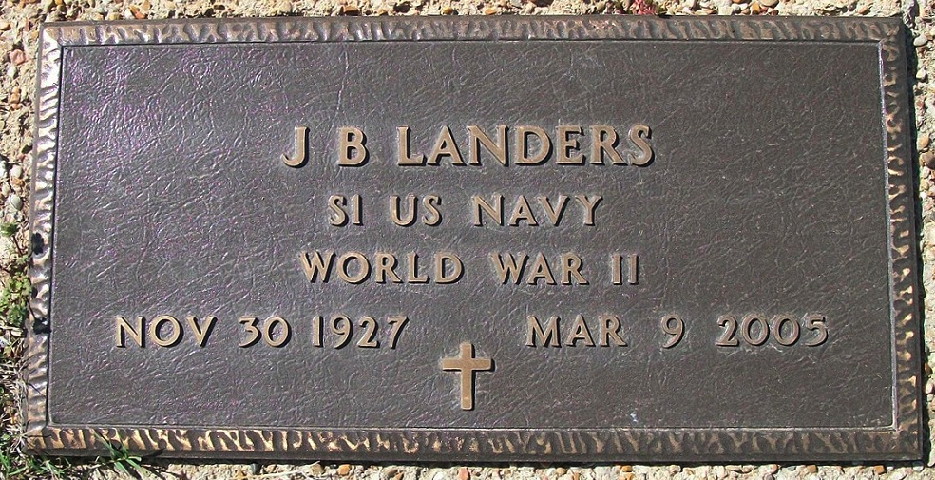 J B LANDERS
S1 US NAVY
WORLD WAR II
NOV 30 1927 MAR 9 2005